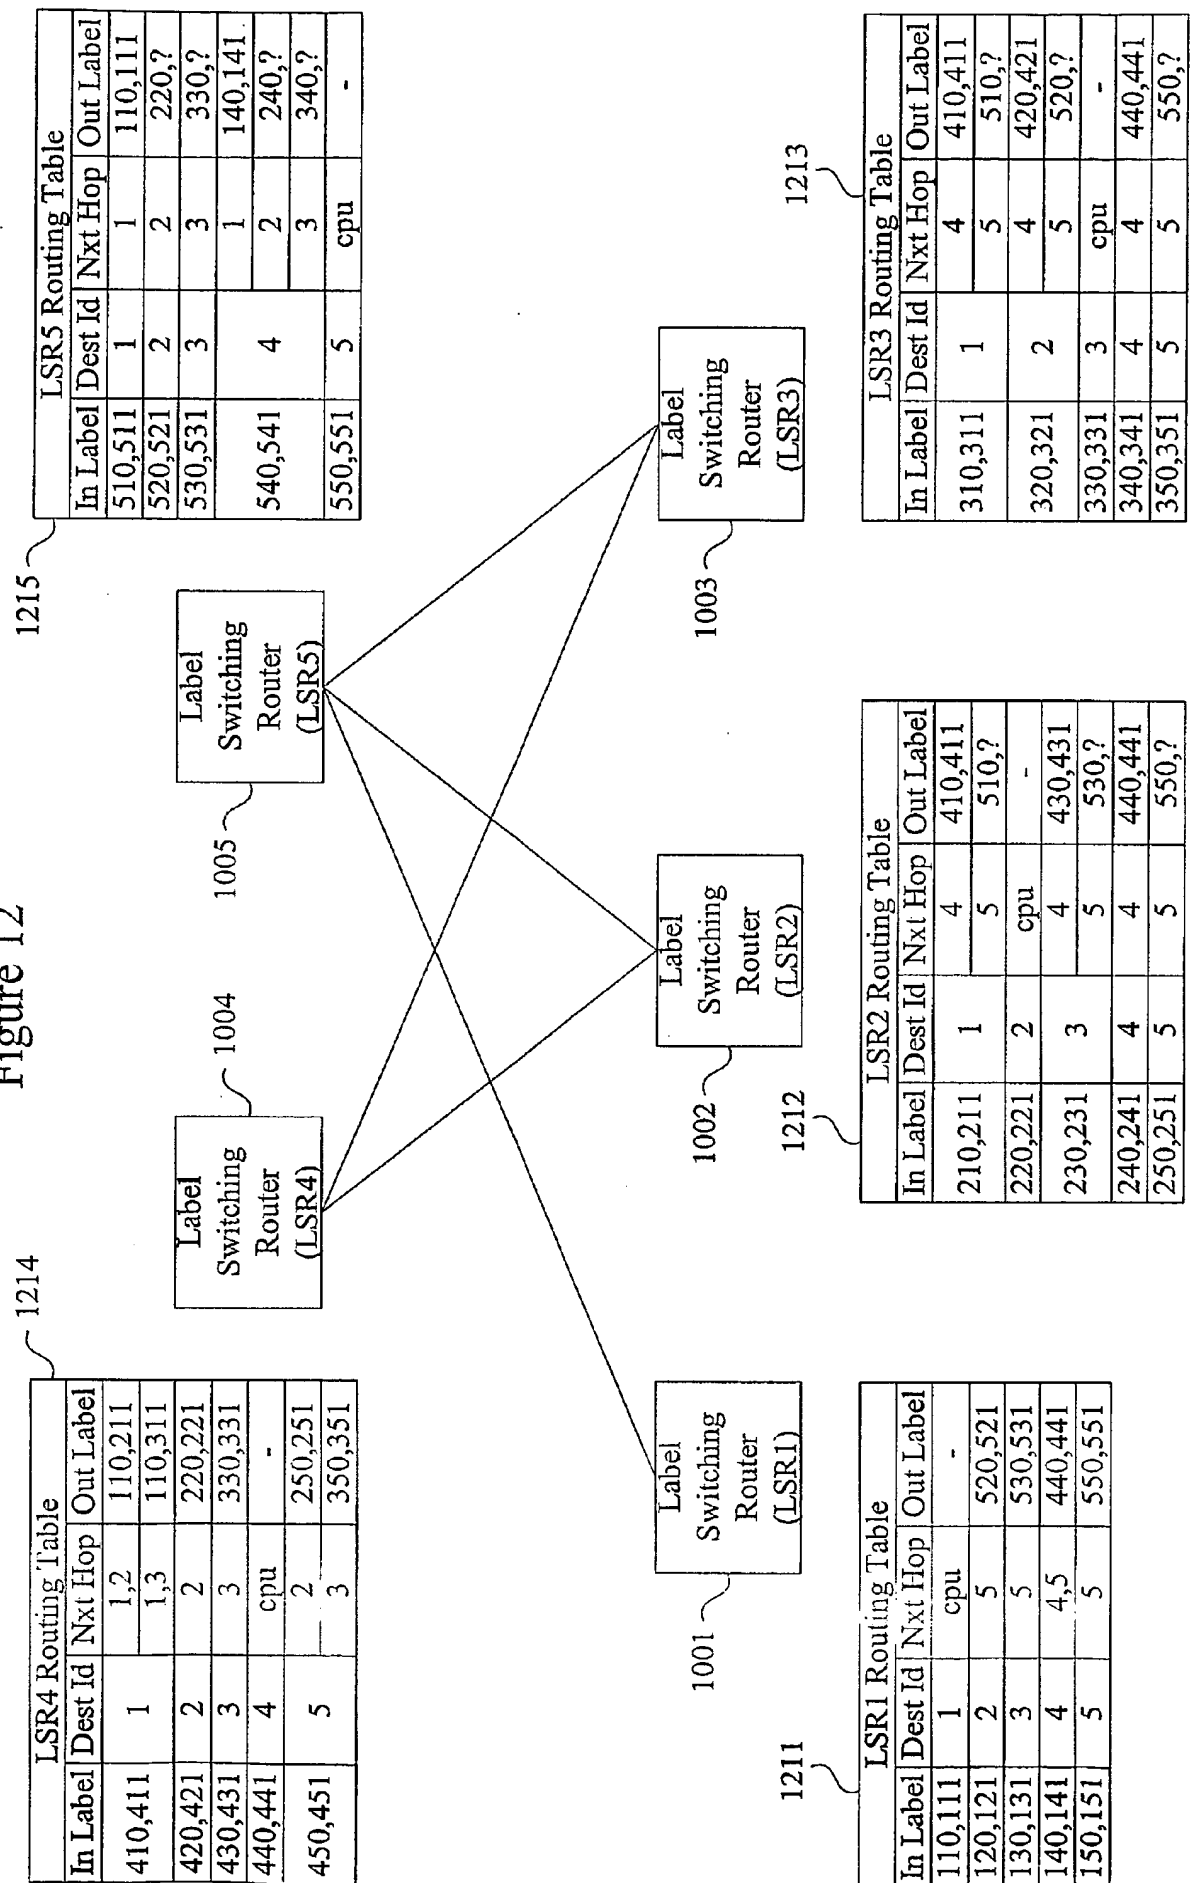 Figure 12
1214
LSR4 Routing Table
In Label Dest Id Nxt Hop Out Label
410,411 1 1,2 110,211
1,3 110,311
420,421 2 2 220,221
430,431 3 3 330,331
440,441 4 cpu -
450,451 5 2 250,251
3 350,351
1215
LSR5 Routing Table
In Label Dest Id Nxt Hop Out Label
510,511 1 1 110,111
520,521 2 2 220,?
530,531 3 3 330,?
540,541 4 1 140,141
2 240,?
3 340,?
550,551 5 cpu -
1004
Label
Switching
Router
(LSR4)
1005
Label
Switching
Router
(LSR5)
1001
Label
Switching
Router
(LSR1)
1002
Label
Switching
Router
(LSR2)
1003
Label
Switching
Router
(LSR3)
1211
LSR1 Routing Table
In Label Dest Id Nxt Hop Out Label
110,111 1 cpu -
120,121 2 5 520,521
130,131 3 5 530,531
140,141 4 4,5 440,441
150,151 5 5 550,551
1212
LSR2 Routing Table
In Label Dest Id Nxt Hop Out Label
210,211 1 4 410,411
5 510,?
220,221 2 cpu -
230,231 3 4 430,431
5 530,?
240,241 4 4 440,441
250,251 5 5 550,?
1213
LSR3 Routing Table
In Label Dest Id Nxt Hop Out Label
310,311 1 4 410,411
5 510,?
320,321 2 4 420,421
5 520,?
330,331 3 cpu -
340,341 4 4 440,441
350,351 5 5 550,?